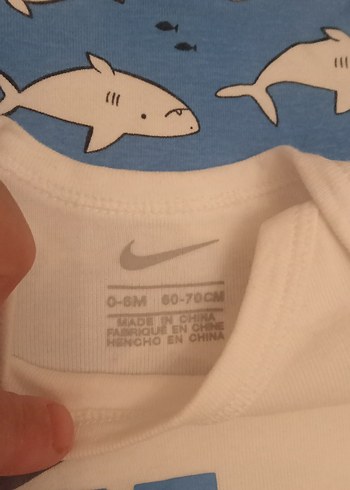 0-6M 60-70CM
MADE IN CHINA
FABRIQUE EN CHINE
HENCHO EN CHINA